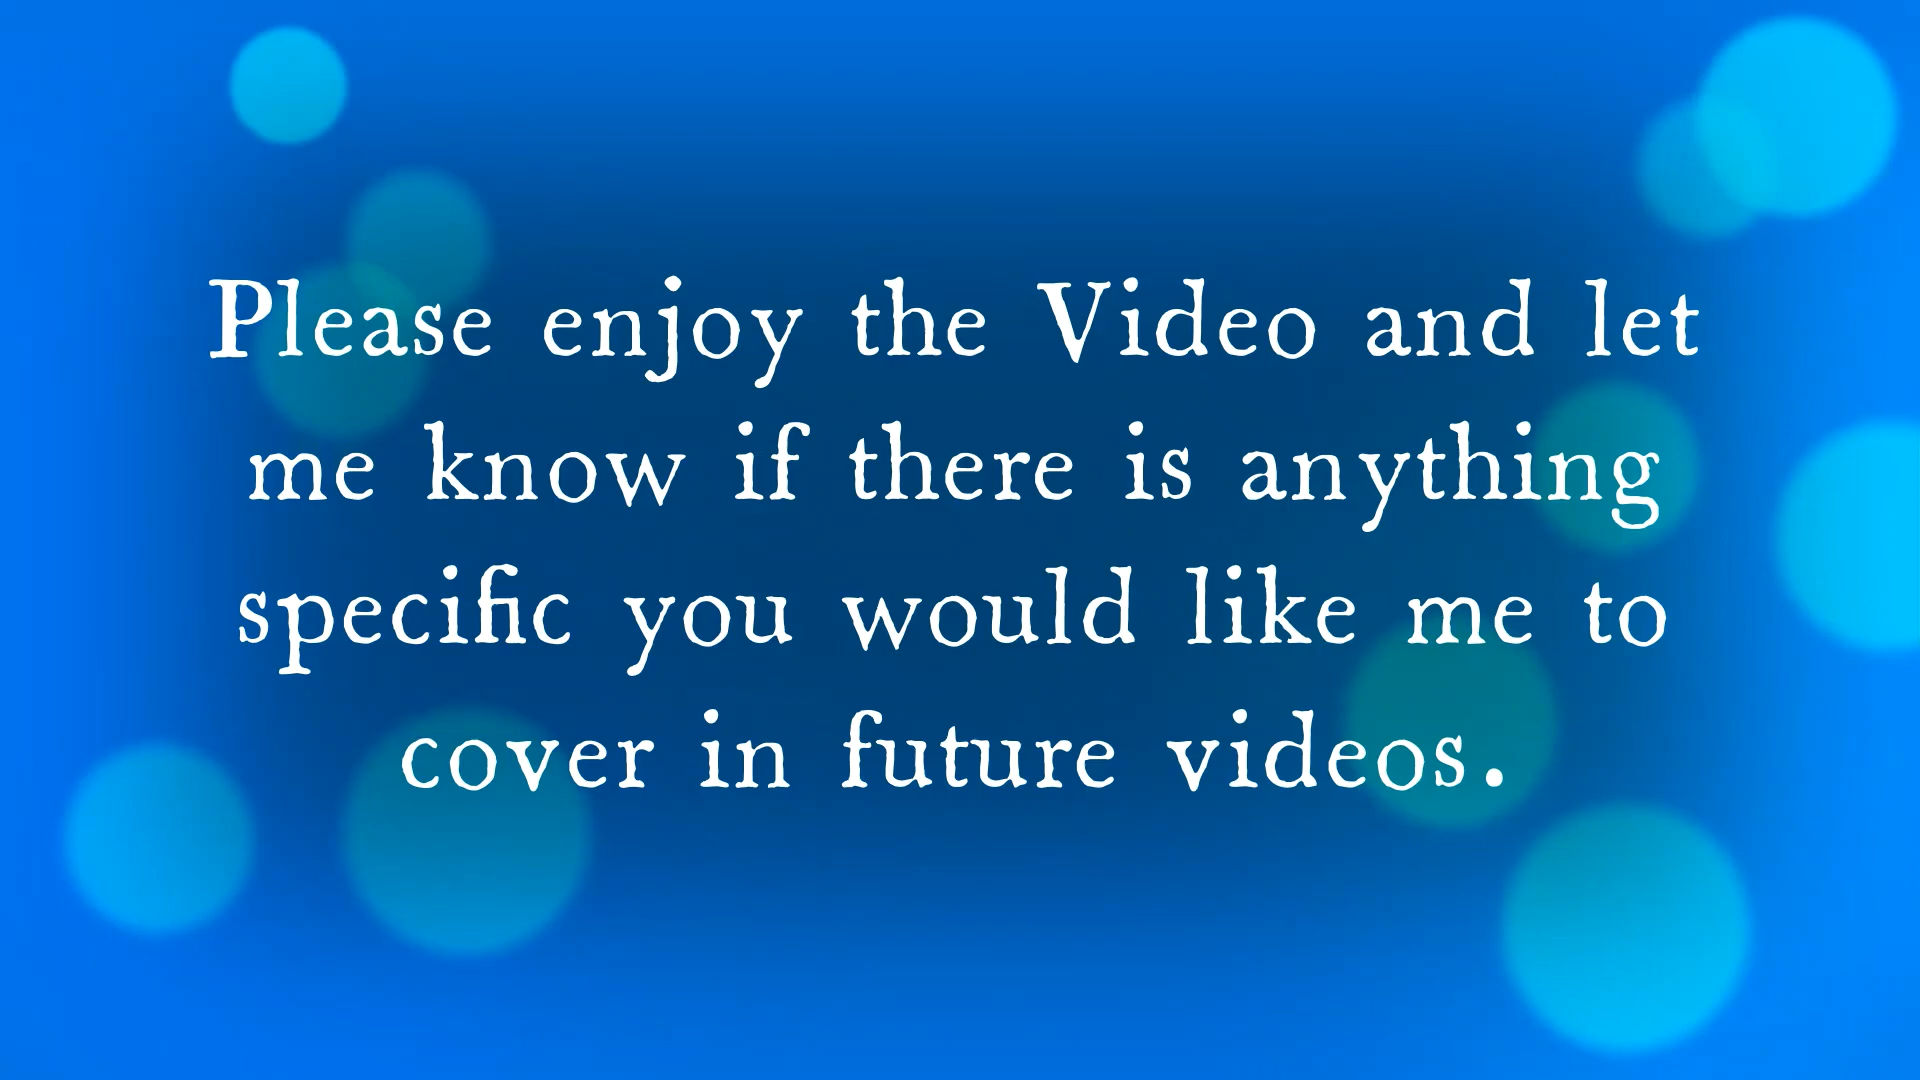 Please enjoy the Video and let
me know if there is anything
specific you would like me to
cover in future videos.